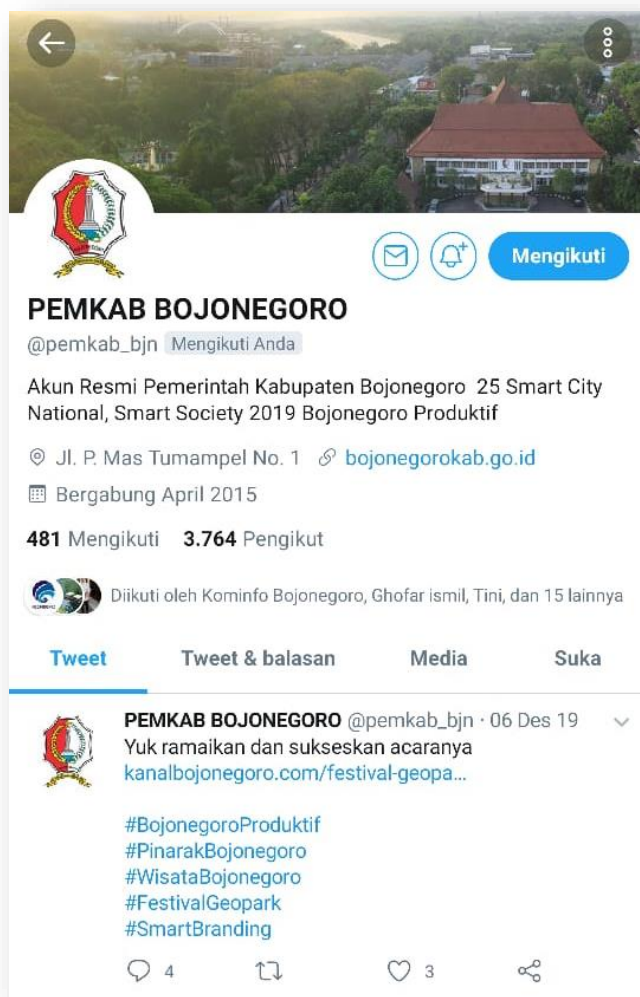 PEMKAB BOJONEGORO
Mengikuti
@pemkab_bjn Mengikuti Anda
Akun Resmi Pemerintah Kabupaten Bojonegoro 25 Smart City
National, Smart Society 2019 Bojonegoro Produktif
Jl. P. Mas Tumampel No. 1 bojonegorokab.go.id
Bergabung April 2015
481 Mengikuti 3.764 Pengikut
Diikuti oleh Kominfo Bojonegoro, Ghofar ismil, Tini, dan 15 lainnya
Tweet Tweet & balasan Media Suka
PEMKAB BOJONEGORO @pemkab_bjn · 06 Des 19
Yuk ramaikan dan sukseskan acaranya
kanalbojonegoro.com/festival-geopa...
#BojonegoroProduktif
#PinarakBojonegoro
#WisataBojonegoro
#FestivalGeopark
#SmartBranding
4 3